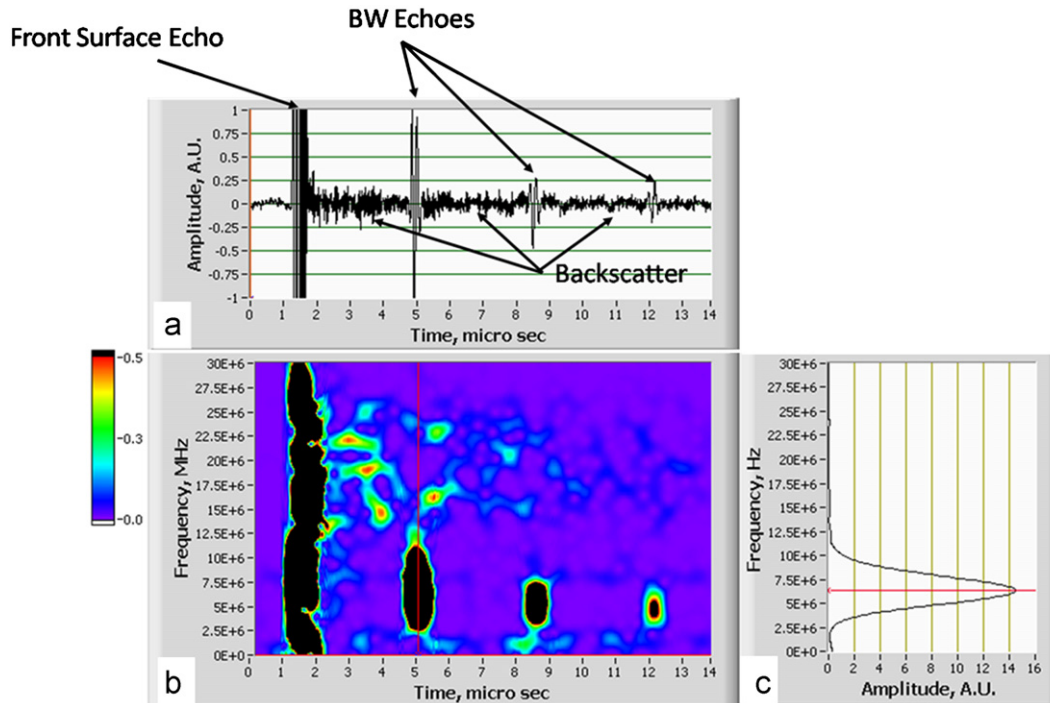 BW Echoes
Front Surface Echo
1
0.75
0.5
0.25
0
-0.25
-0.5
-0.75
-1
Amplitude, A.U.
Backscatter
0 1 2 3 4 5 6 7 8 9 10 11 12 13 14
Time, micro sec
a
-0.5
-0.3
-0.0
30E+6
27.5E+6
25E+6
22.5E+6
20E+6
17.5E+6
15E+6
12.5E+6
10E+6
7.5E+6
5E+6
2.5E+6
0E+0
Frequency, MHz
0 1 2 3 4 5 6 7 8 9 10 11 12 13 14
Time, micro sec
b
30E+6
27.5E+6
25E+6
22.5E+6
20E+6
17.5E+6
15E+6
12.5E+6
10E+6
7.5E+6
5E+6
2.5E+6
0E+0
Frequency, Hz
0 2 4 6 8 10 12 14 16
Amplitude, A.U.
c